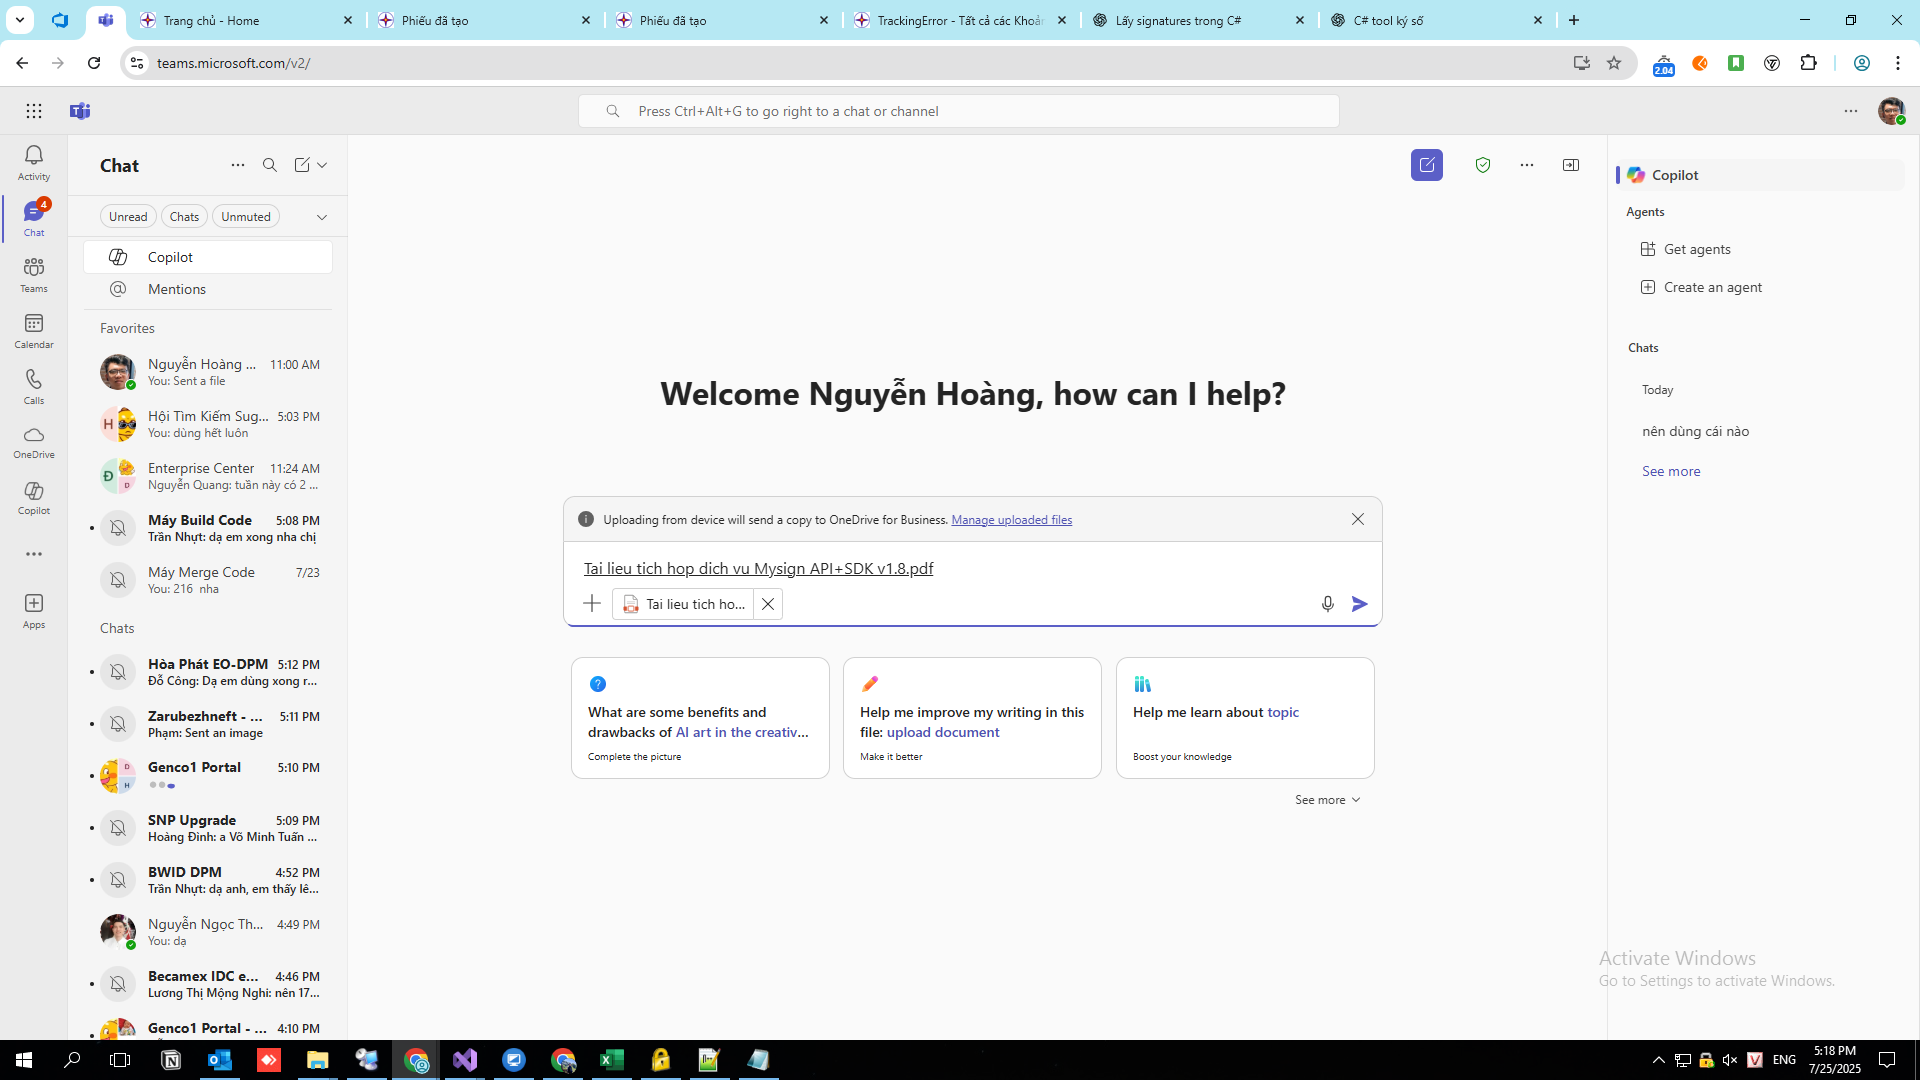 Trang chủ - Home
Phiếu đã tạo
Phiếu đã tạo
TrackingError - Tất cả các Khoản
Lấy signatures trong C#
C# tool ký số
teams.microsoft.com/v2/
2.04
Press Ctrl+Alt+G to go right to a chat or channel
Activity
4
Chat
Teams
Calendar
Calls
OneDrive
Copilot
Apps
Chat
Unread
Chats
Unmuted
Copilot
Mentions
Favorites
Nguyễn Hoàng ... 11:00 AM
You: Sent a file
H
Hội Tìm Kiếm Sug... 5:03 PM
You: dùng hết luôn
Đ
D
Enterprise Center 11:24 AM
Nguyễn Quang: tuần này có 2 ...
Máy Build Code 5:08 PM
Trần Nhựt: dạ em xong nha chị
Máy Merge Code 7/23
You: 216 nha
Chats
Hòa Phát EO-DPM 5:12 PM
Đỗ Công: Dạ em dùng xong r...
Zarubezhneft - ... 5:11 PM
Phạm: Sent an image
D
H
Genco1 Portal 5:10 PM
SNP Upgrade 5:09 PM
Hoàng Đình: a Võ Minh Tuấn ...
BWID DPM 4:52 PM
Trần Nhựt: dạ anh, em thấy lê...
Nguyễn Ngọc Th... 4:49 PM
You: dạ
Becamex IDC e... 4:46 PM
Lương Thị Mộng Nghi: nên 17...
Genco1 Portal - ... 4:10 PM
Welcome Nguyễn Hoàng, how can I help?
Uploading from device will send a copy to OneDrive for Business. Manage uploaded files
Tai lieu tich hop dich vu Mysign API+SDK v1.8.pdf
Tai lieu tich ho...
What are some benefits and
drawbacks of AI art in the creativ...
Complete the picture
Help me improve my writing in this
file: upload document
Make it better
Help me learn about topic
Boost your knowledge
See more
Copilot
Agents
Get agents
Create an agent
Chats
Today
nên dùng cái nào
See more
Activate Windows
Go to Settings to activate Windows.
V
ENG
5:18 PM
7/25/2025